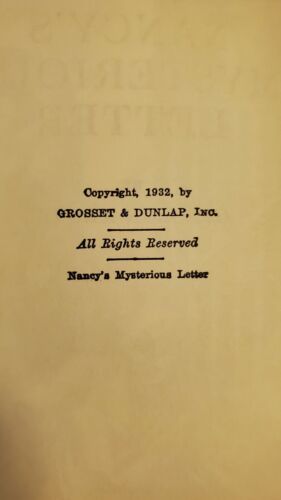 Copyright, 1932, by
GROSSET & DUNLAP, INC.
All Rights Reserved
Nancy's Mysterious Letter